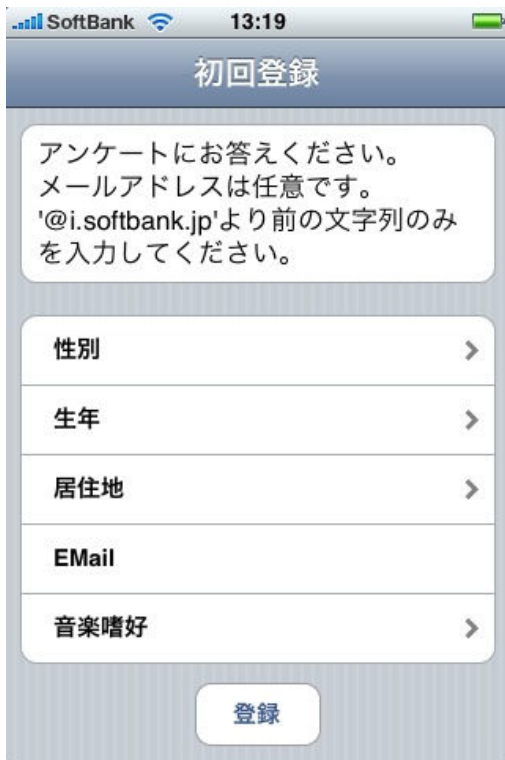 SoftBank 13:19
初回登録
アンケートにお答えください。
メールアドレスは任意です。
'@i.softbank.jp'より前の文字列のみ
を入力してください。
性別
生年
居住地
EMail
音楽嗜好
登録